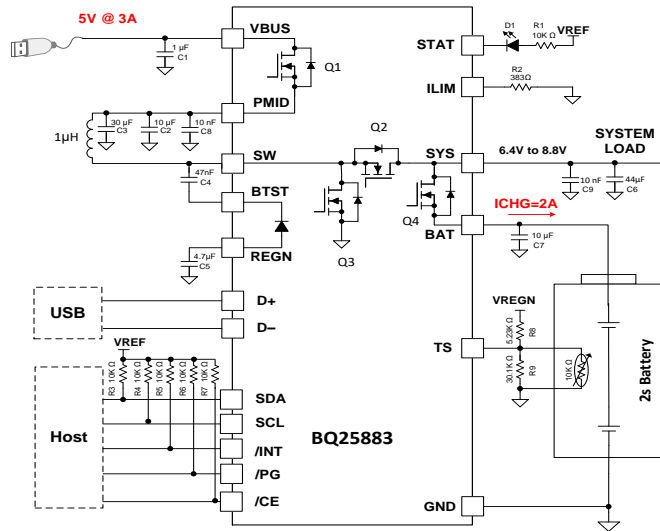 5V @ 3A
VBUS
1 µF
C1
Q1
STAT
D1
R1
10K Ω
VREF
ILIM
R2
383Ω
PMID
1µH
30 µF
C3
10 µF
C2
10 nF
C8
Q2
SW
SYS
6.4V to 8.8V
SYSTEM
LOAD
47nF
C4
BTST
Q3
Q4
10 nF
C9
44µF
C6
ICHG=2A
BAT
10 µF
C7
4.7µF
C5
REGN
USB
D+
D–
VREGN
5.23K Ω
R8
TS
30.1K Ω
R9
10K Ω
2s Battery
VREF
R3 10K Ω
R4 10K Ω
R5 10K Ω
R6 10K Ω
R7 10K Ω
Host
SDA
SCL
/INT
/PG
/CE
BQ25883
GND